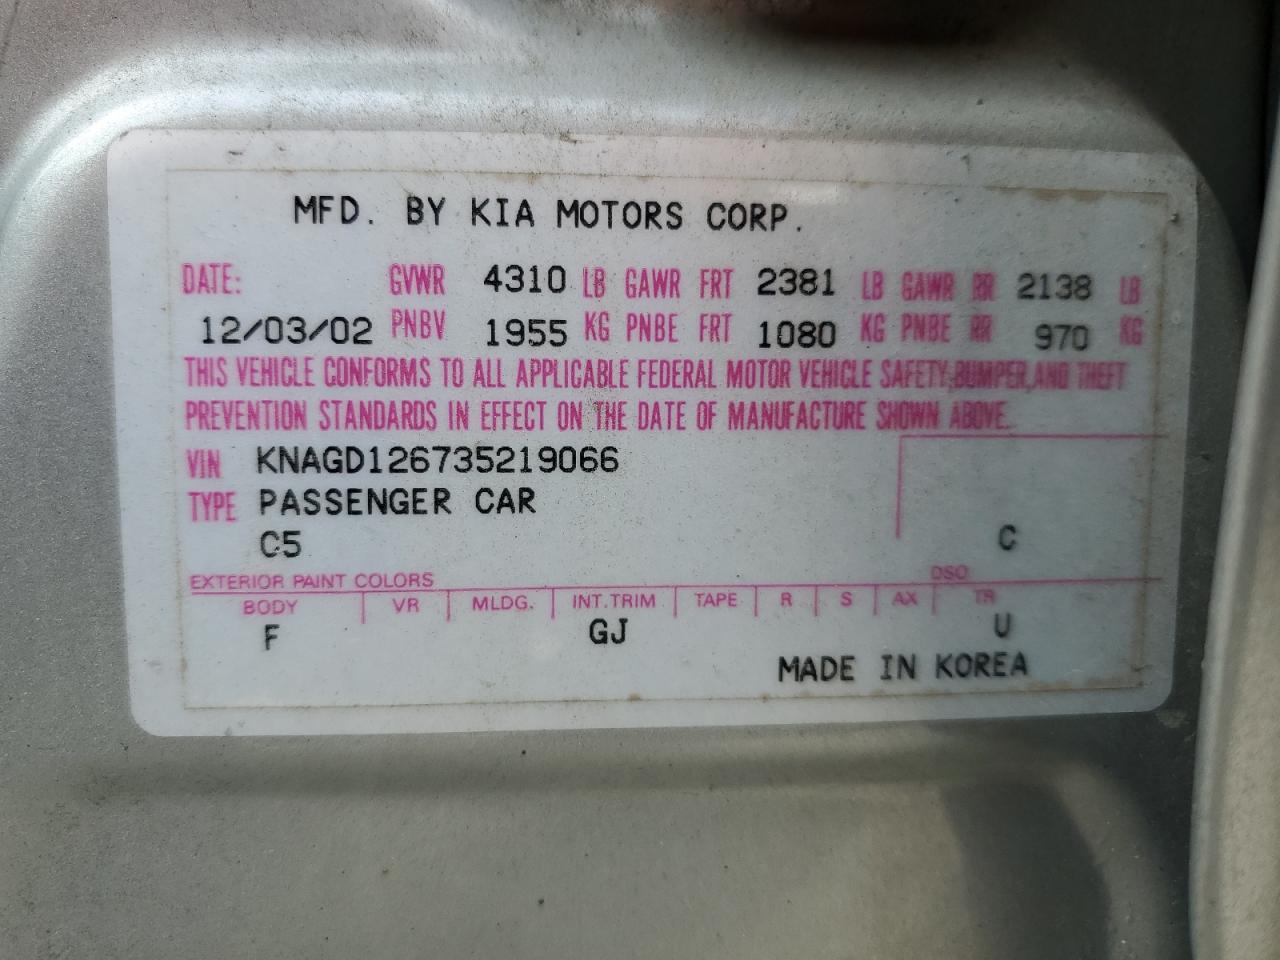 MFD. BY KIA MOTORS CORP.
DATE: GVWR 4310 LB GAWR FRT 2381 LB GAWR RR 2138 LB
12/03/02 PNBV 1955 KG PNBE FRT 1080 KG PNBE RR 970 KG
THIS VEHICLE CONFORMS TO ALL APPLICABLE FEDERAL MOTOR VEHICLE SAFETY, BUMPER, AND THEFT
PREVENTION STANDARDS IN EFFECT ON THE DATE OF MANUFACTURE SHOWN ABOVE.
VIN KNAGD126735219066
TYPE PASSENGER CAR
C5 C
EXTERIOR PAINT COLORS DSO
BODY VR MLDG. INT.TRIM TAPE R S AX TR
F GJ U
MADE IN KOREA